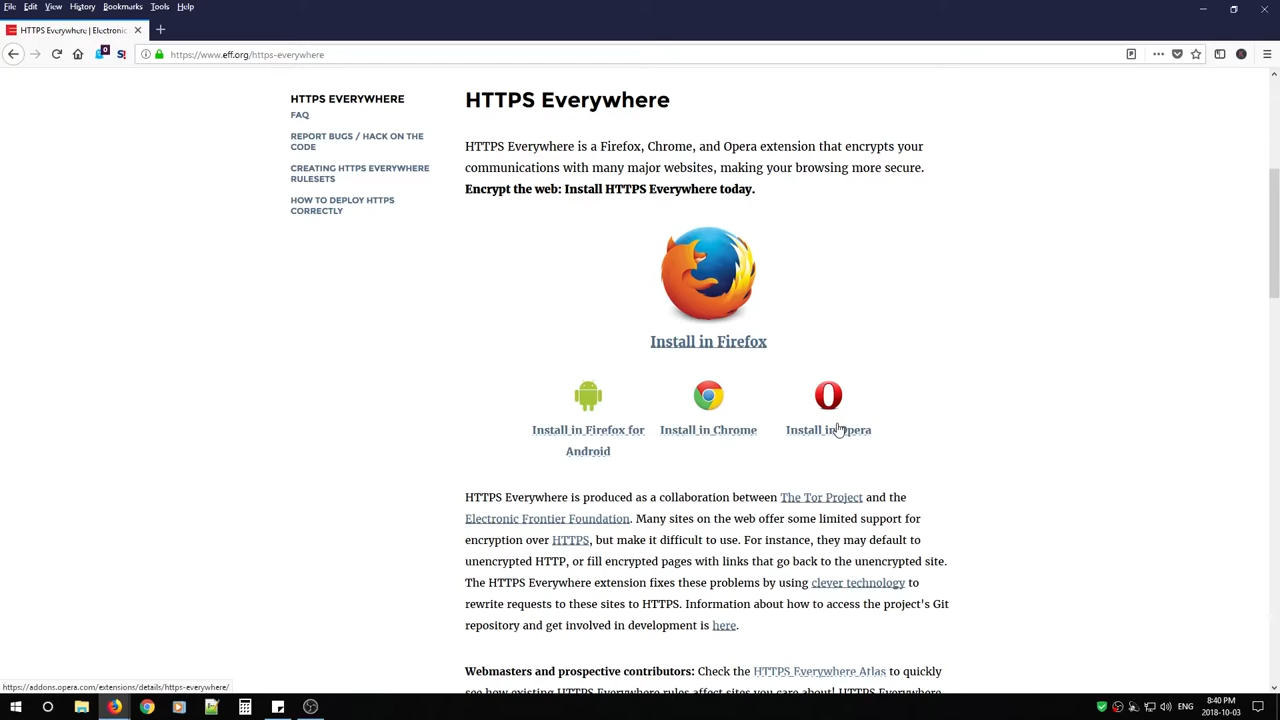 File Edit View History Bookmarks Tools Help
HTTPS Everywhere | Electronic
https://www.eff.org/https-everywhere
HTTPS EVERYWHERE
FAQ
REPORT BUGS / HACK ON THE
CODE
CREATING HTTPS EVERYWHERE
RULESETS
HOW TO DEPLOY HTTPS
CORRECTLY
HTTPS Everywhere
HTTPS Everywhere is a Firefox, Chrome, and Opera extension that encrypts your
communications with many major websites, making your browsing more secure.
Encrypt the web: Install HTTPS Everywhere today.
Install in Firefox
Install in Firefox for
Android
Install in Chrome
Install in Opera
HTTPS Everywhere is produced as a collaboration between The Tor Project and the
Electronic Frontier Foundation. Many sites on the web offer some limited support for
encryption over HTTPS, but make it difficult to use. For instance, they may default to
unencrypted HTTP, or fill encrypted pages with links that go back to the unencrypted site.
The HTTPS Everywhere extension fixes these problems by using clever technology to
rewrite requests to these sites to HTTPS. Information about how to access the project's Git
repository and get involved in development is here.
Webmasters and prospective contributors: Check the HTTPS Everywhere Atlas to quickly
see how existing HTTPS Everywhere rules affect sites you care about! HTTPS Everywhere
https://addons.opera.com/extensions/details/https-everywhere/
ENG
8:40 PM
2018-10-03